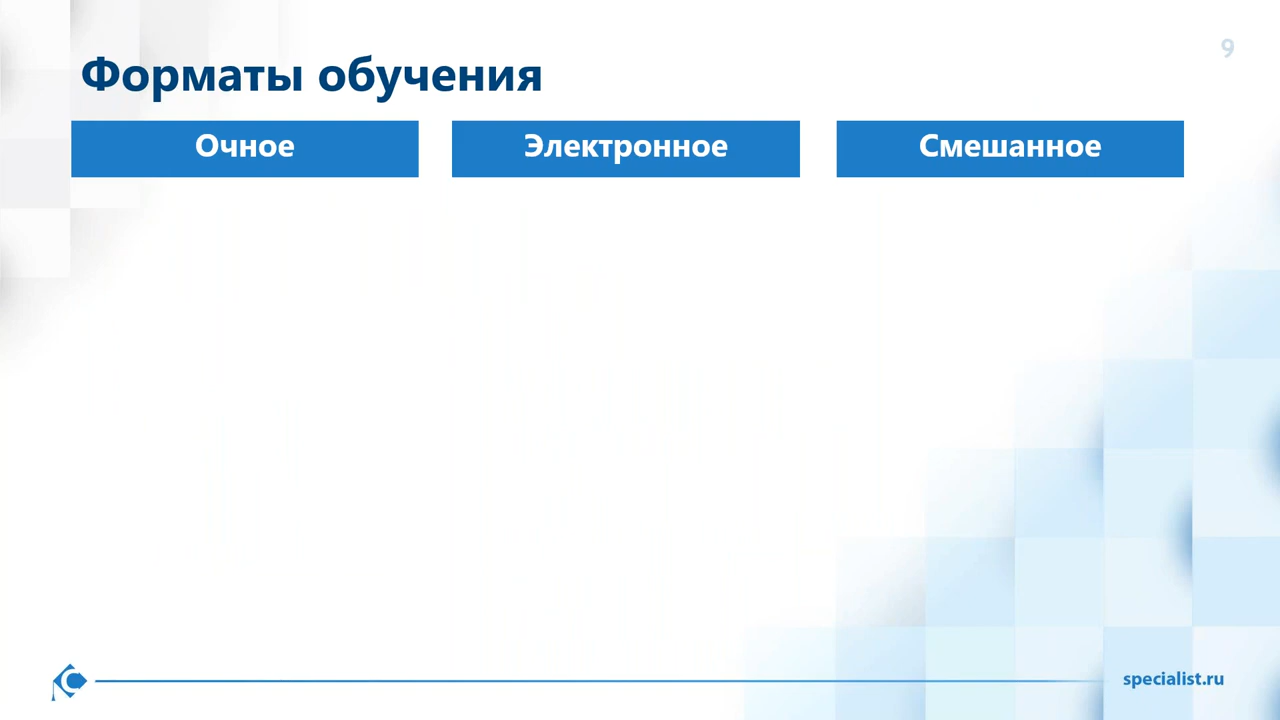 9
Форматы обучения
Очное
Электронное
Смешанное
specialist.ru